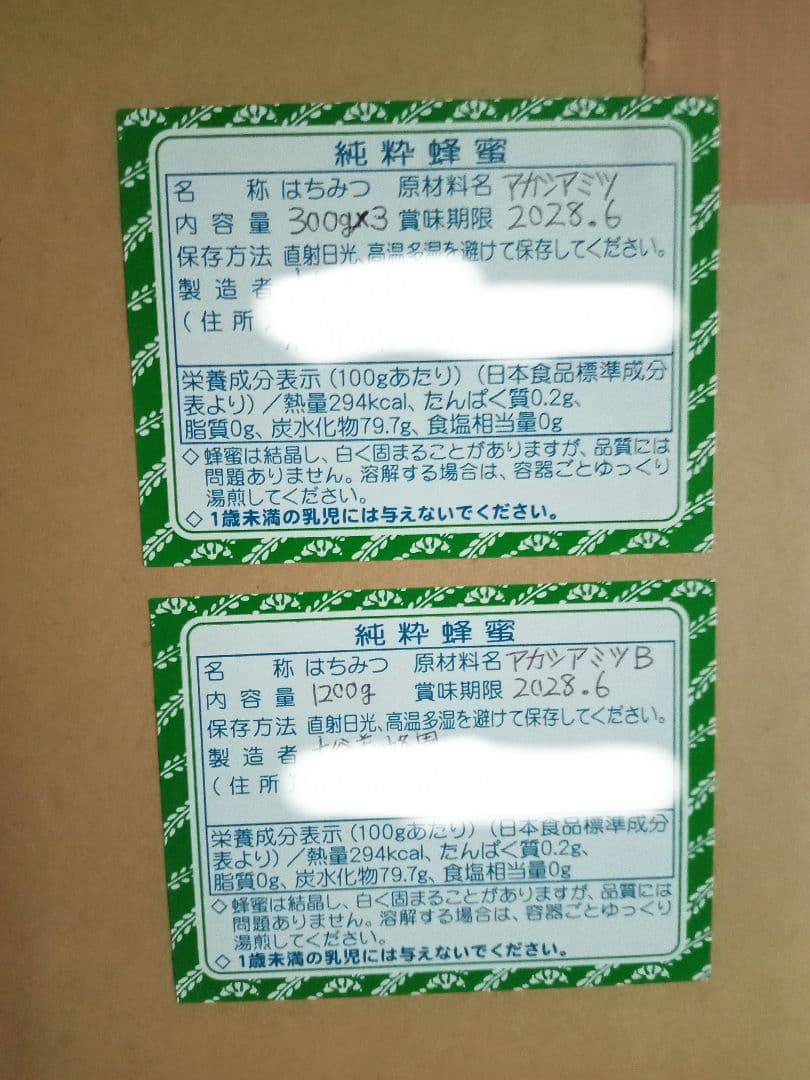 純粋蜂蜜
名 称 はちみつ 原材料名 アカシアミツ
内容量 300g×3 賞味期限 2028.6
保存方法 直射日光、高温多湿を避けて保存してください。
製造者
(住所
栄養成分表示(100gあたり)(日本食品標準成分
表より)/熱量294kcal、たんぱく質0.2g、
脂質0g、炭水化物79.7g、食塩相当量0g
◇蜂蜜は結晶し、白く固まることがありますが、品質には
問題ありません。溶解する場合は、容器ごとゆっくり
湯煎してください。
◇1歳未満の乳児には与えないでください。
純粋蜂蜜
名 称 はちみつ 原材料名 アカシアミツB
内容量 1200g 賞味期限 2028.6
保存方法 直射日光、高温多湿を避けて保存してください。
製造者
(住所
栄養成分表示(100gあたり)(日本食品標準成分
表より)/熱量294kcal、たんぱく質0.2g、
脂質0g、炭水化物79.7g、食塩相当量0g
◇蜂蜜は結晶し、白く固まることがありますが、品質には
問題ありません。溶解する場合は、容器ごとゆっくり
湯煎してください。
◇1歳未満の乳児には与えないでください。